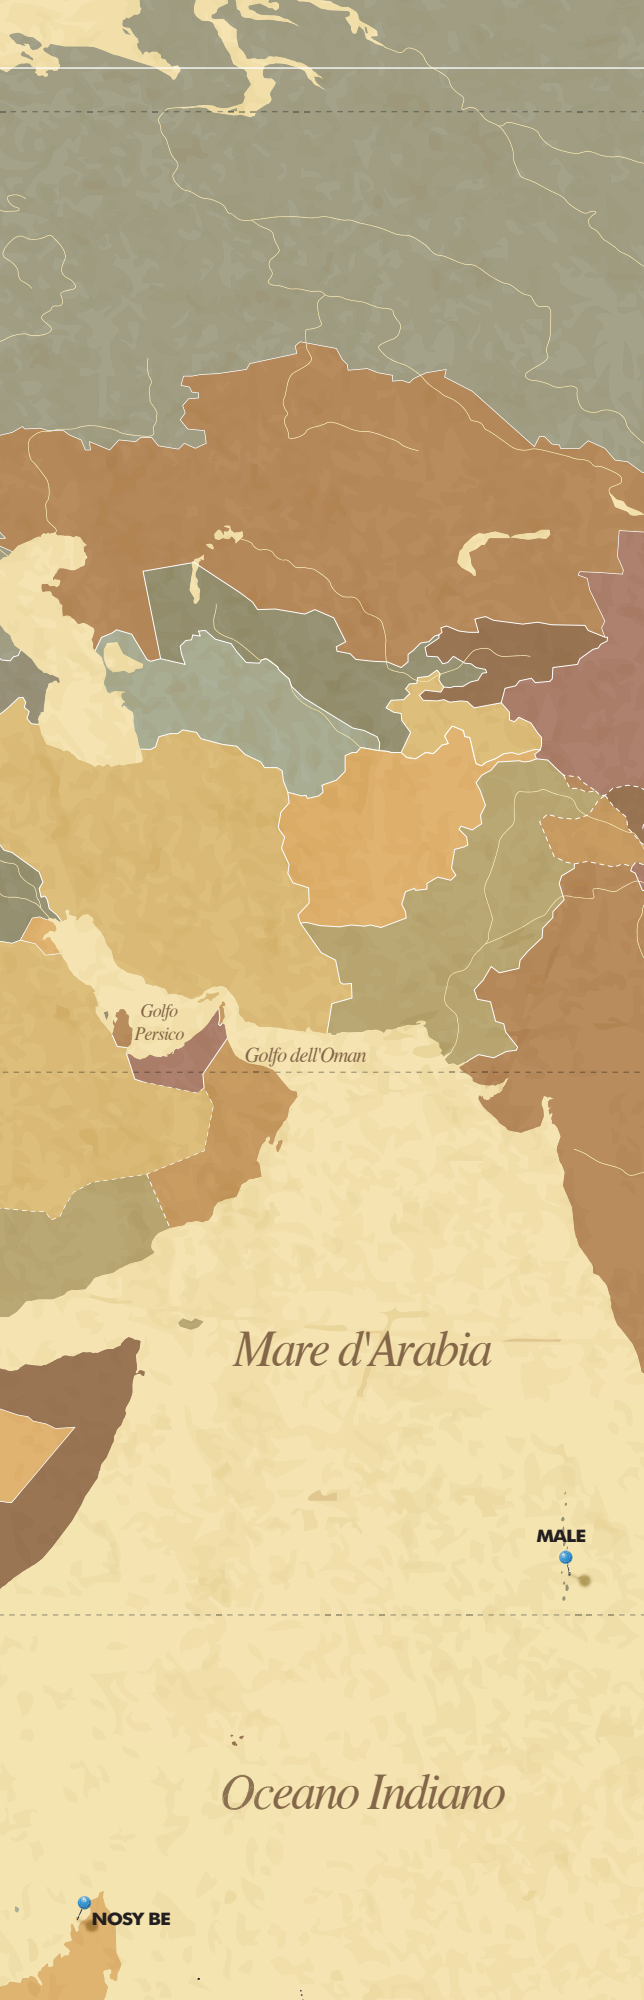 Golfo
Persico
Golfo dell'Oman
Mare d'Arabia
MALE
Oceano Indiano
NOSY BE